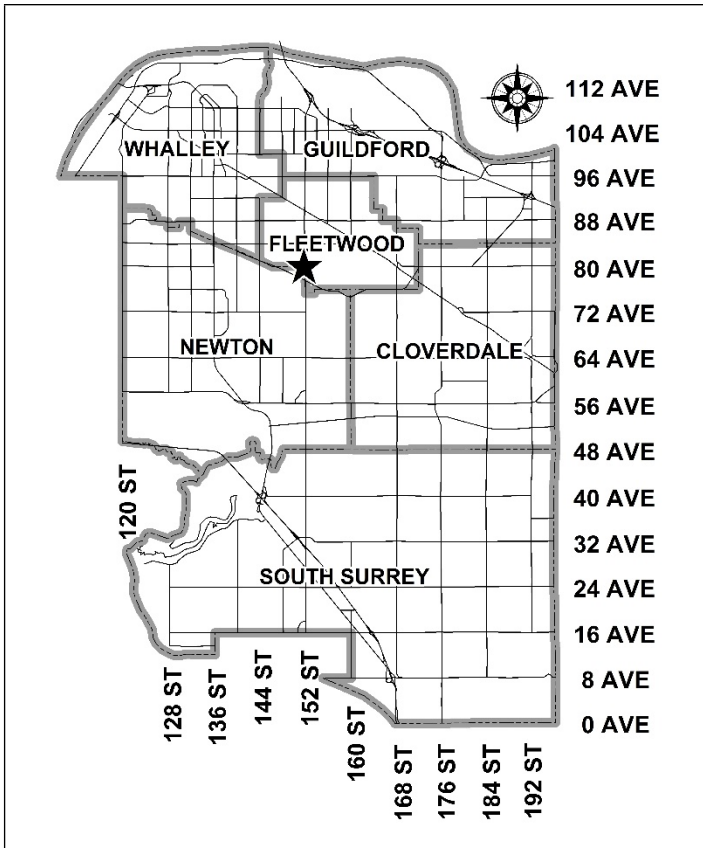 112 AVE
104 AVE
WHALLEY
GUILDFORD
96 AVE
88 AVE
FLEETWOOD
80 AVE
72 AVE
NEWTON
CLOVERDALE
64 AVE
56 AVE
48 AVE
120 ST
40 AVE
32 AVE
SOUTH SURREY
24 AVE
16 AVE
8 AVE
0 AVE
128 ST
136 ST
144 ST
152 ST
160 ST
168 ST
176 ST
184 ST
192 ST